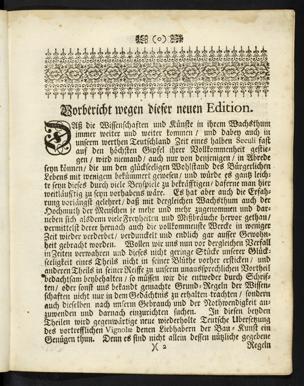 (o)
Vorbericht wegen dieser neuen Edition.
Daß die Wissenschaften und Künste in ihrem Wachsthum
immer weiter und weiter kommen / und dabey auch in
unserm werthen Teutschland Zeit eines halben Seculi fast
auf den höchsten Gipfel ihrer Vollkommenheit gestie-
gen / wird niemand / auch nur von denjenigen / in Abrede
seyn können / die um den glückseeligen Wohlstand des Bürgerlichen
Lebens mit wenigem bekümmert gewesen / und würde es gantz leich-
te seyn dieses durch viele Beyspiele zu bekräfftigen / daferne man hier
weitläufftig zu seyn vorhabens wäre. Es hat aber auch die Erfah-
rung vorlängst gelehret / daß mit dergleichen Wachsthum auch der
Hochmuth der Menschen je mehr und mehr zugenommen und dar-
neben sich alsdenn viele Freyheiten und Mißbräuche hervor gethan /
vermittelst derer hernach auch die vollkommenste Wercke in weniger
Zeit wieder verderbet / verdunckelt und endlich gar ausser Gewohn-
heit gebracht worden. Wollen wir uns nun vor dergleichen Verfall
in Zeiten verwahren und dieses nicht geringe Stücke unserer Glück-
seeligkeit eines Theils nicht in seiner Blüthe vorher ersticken / und
anderen Theils in seiner Reiffe zu unserm unaussprechlichen Vortheil
beobachtsam beybehalten / so müssen wir die entweder durch Schrif-
ten / oder sonst uns bekandt gemachte Grund-Regeln der Wissen-
schafften nicht nur in dem Gedächtniß zu erhalten trachten / sondern
auch dieselben nach unserm Gebrauch und der Nothwendigkeit an-
zuwenden und darnach einzurichten suchen. In diesen beyden
Theilen wird gegenwärtige neue wiederholte Teutsche Übersetzung
des vortrefflichen Vignolæ denen Liebhabern der Bau-Kunst ein
Genügen thun. Denn es sind nicht allein dessen nützliche gegebene
X 2
Regeln